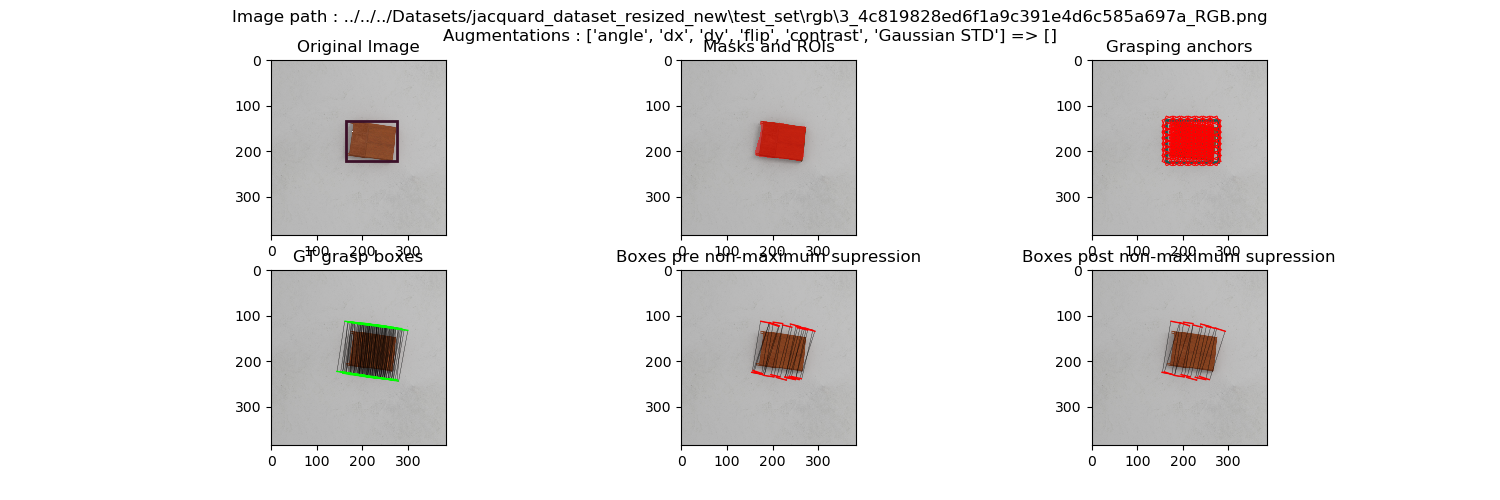 Image path : ../../../Datasets/jacquard_dataset_resized_new\test_set\rgb\3_4c819828ed6f1a9c391e4d6c585a697a_RGB.png
Augmentations : ['angle', 'dx', 'dy', 'flip', 'contrast', 'Gaussian STD'] => []
Original Image
Masks and ROIs
Grasping anchors
0
100
200
300
0 100 200 300
0
100
200
300
0 100 200 300
0
100
200
300
0 100 200 300
GT grasp boxes
Boxes pre non-maximum supression
Boxes post non-maximum supression
0
100
200
300
0 100 200 300
0
100
200
300
0 100 200 300
0
100
200
300
0 100 200 300